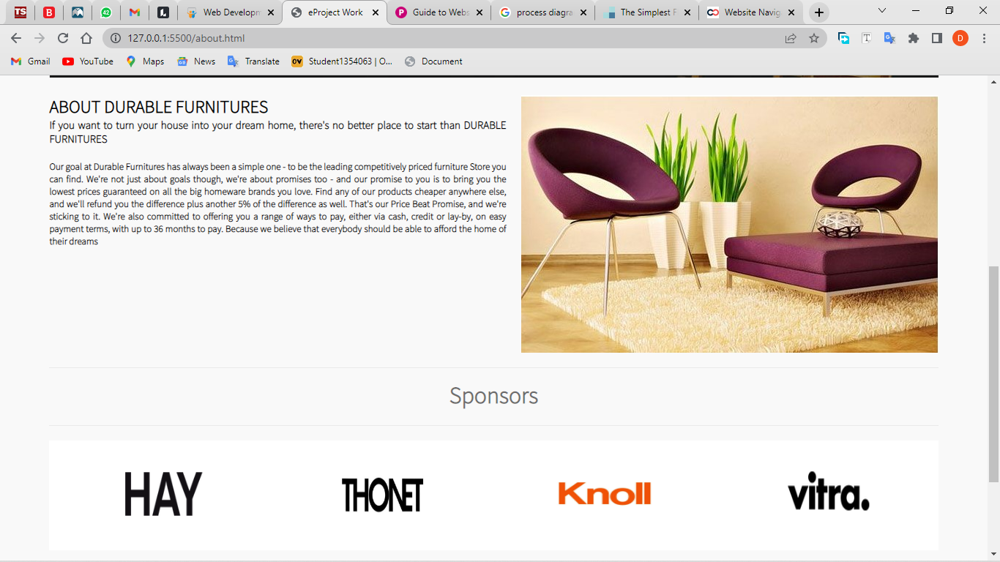 TS
B
42
L
Web Developm
eProject Work
P
Guide to Webs
process diagra
The Simplest F
Website Navig
127.0.0.1:5500/about.html
T
D
Gmail
YouTube
Maps
News
Translate
OV
Student1354063 | O...
Document
ABOUT DURABLE FURNITURES
If you want to turn your house into your dream home, there's no better place to start than DURABLE
FURNITURES
Our goal at Durable Furnitures has always been a simple one - to be the leading competitively priced furniture Store you
can find. We're not just about goals though, we're about promises too - and our promise to you is to bring you the
lowest prices guaranteed on all the big homeware brands you love. Find any of our products cheaper anywhere else,
and we'll refund you the difference plus another 5% of the difference as well. That's our Price Beat Promise, and we're
sticking to it. We're also committed to offering you a range of ways to pay, either via cash, credit or lay-by, on easy
payment terms, with up to 36 months to pay. Because we believe that everybody should be able to afford the home of
their dreams
Sponsors
HAY
THONET
Knoll
vitra.